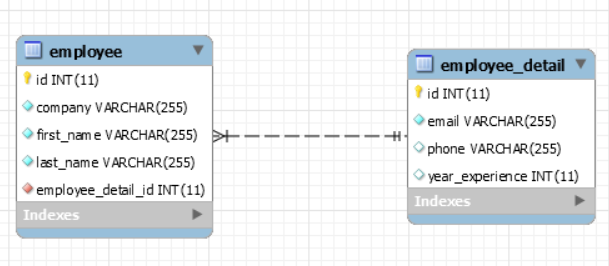 employee
id INT(11)
company VARCHAR(255)
first_name VARCHAR(255)
last_name VARCHAR(255)
employee_detail_id INT(11)
Indexes
employee_detail
id INT(11)
email VARCHAR(255)
phone VARCHAR(255)
year_experience INT(11)
Indexes